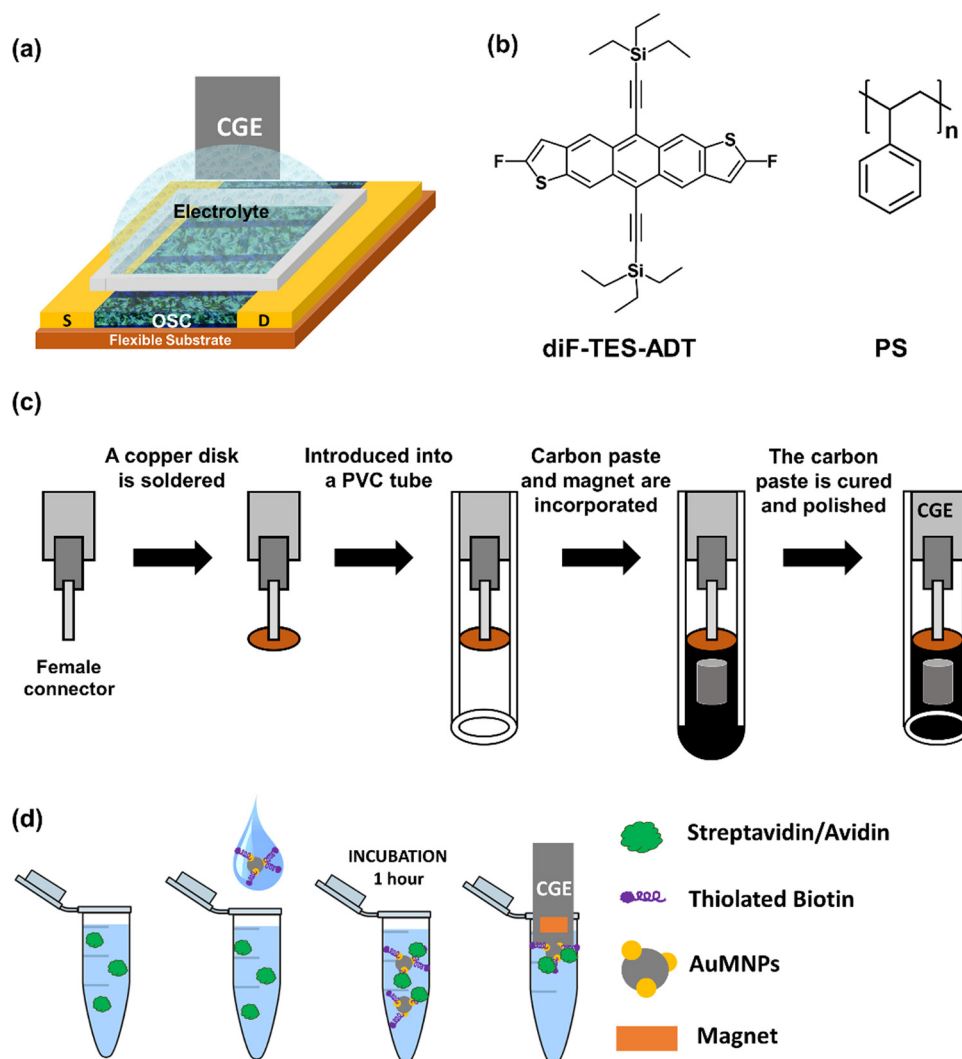 (a)
CGE
Electrolyte
S
OSC
D
Flexible Substrate
(b)
Si
F
S
S
F
Si
diF-TES-ADT
n
PS
(c)
A copper disk
is soldered
Introduced into
a PVC tube
Carbon paste
and magnet are
incorporated
The carbon
paste is cured
and polished
CGE
Female
connector
(d)
INCUBATION
1 hour
CGE
Streptavidin/Avidin
Thiolated Biotin
AuMNPs
Magnet